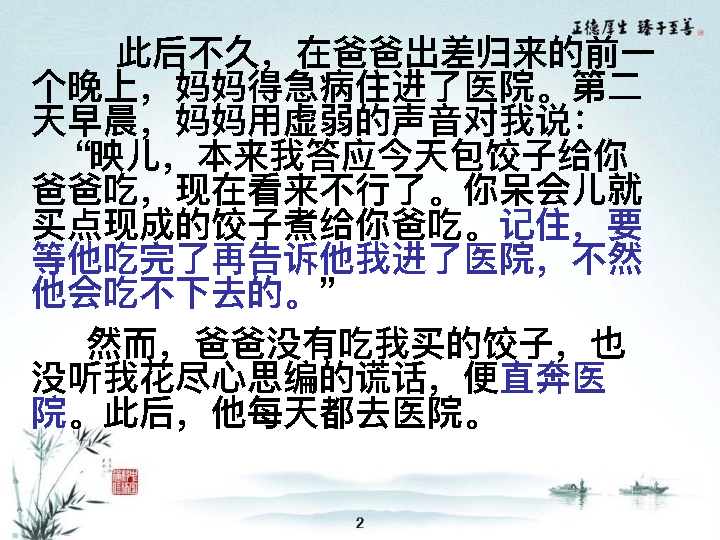 正德厚生 臻于至善
此后不久，在爸爸出差归来的前一
个晚上，妈妈得急病住进了医院。第二
天早晨，妈妈用虚弱的声音对我说：
“映儿，本来我答应今天包饺子给你
爸爸吃，现在看来不行了。你呆会儿就
买点现成的饺子煮给你爸吃。记住，要
等他吃完了再告诉他我进了医院，不然
他会吃不下去的。”
然而，爸爸没有吃我买的饺子，也
没听我花尽心思编的谎话，便直奔医
院。此后，他每天都去医院。
2